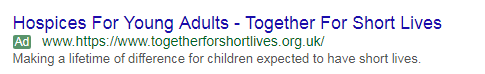 Hospices For Young Adults - Together For Short Lives
Ad www.https://www.togetherforshortlives.org.uk/
Making a lifetime of difference for children expected to have short lives.